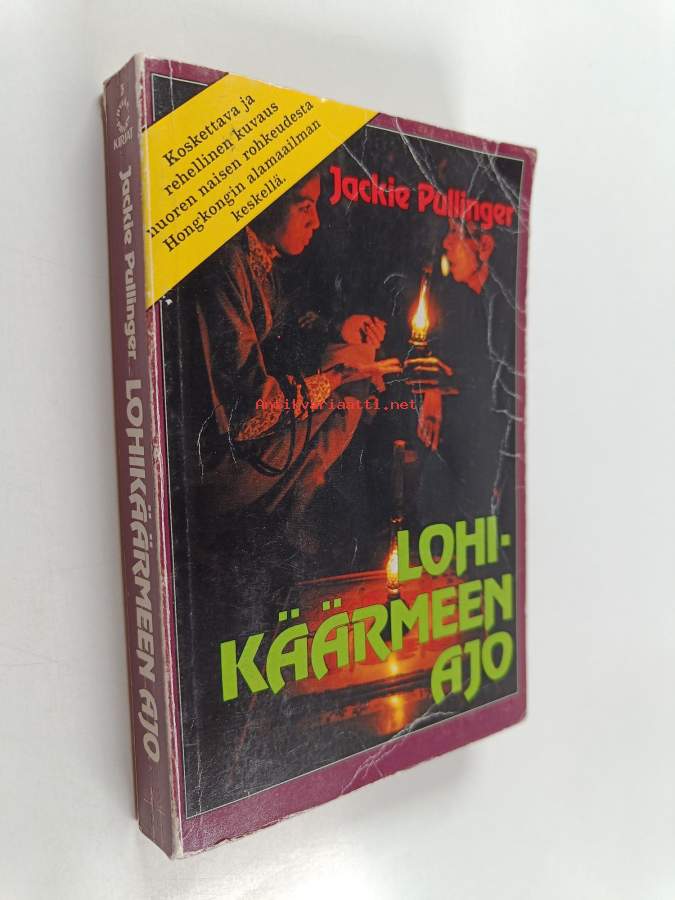 Koskettava ja
rehellinen kuvaus
nuoren naisen rohkeudesta
Hongkongin alamaailman
keskellä.
Jackie Pullinger
Antikvariaatti.net
LOHI-
KÄÄRMEEN
AJO
KIRJAT
Jackie Pullinger LOHIKÄÄRMEEN AJO